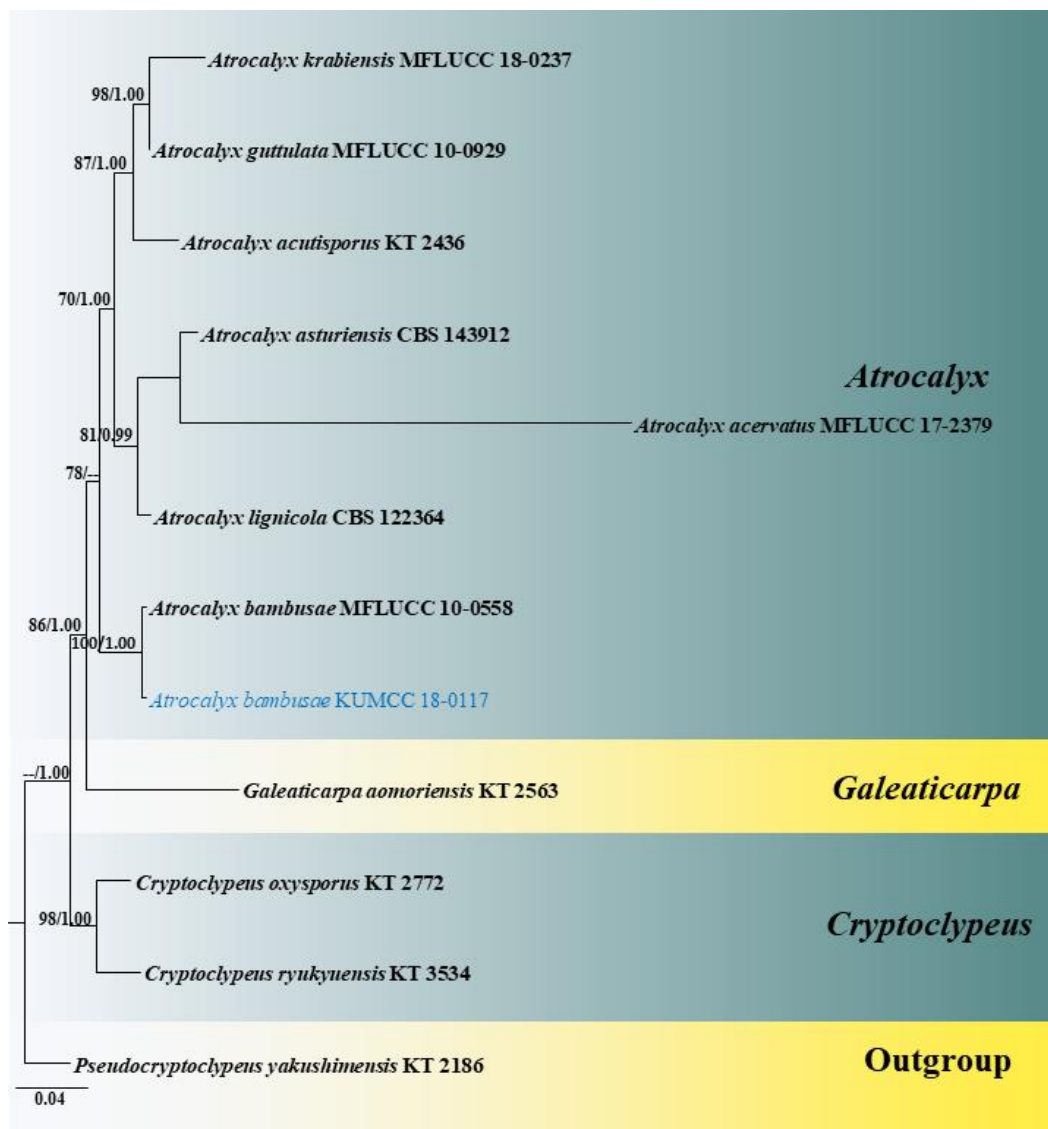 Atrocalyx krabiensis MFLUCC 18-0237
98/1.00
Atrocalyx guttulata MFLUCC 10-0929
87/1.00
Atrocalyx acutisporus KT 2436
70/1.00
Atrocalyx asturiensis CBS 143912
Atrocalyx
Atrocalyx acervatus MFLUCC 17-2379
81/0.99
78/--
Atrocalyx lignicola CBS 122364
Atrocalyx bambusae MFLUCC 10-0558
86/1.00
100/1.00
Atrocalyx bambusae KUMCC 18-0117
--/1.00
Galeaticarpa aomoriensis KT 2563
Galeaticarpa
Cryptoclypeus oxysporus KT 2772
98/1.00
Cryptoclypeus
Cryptoclypeus ryukyuensis KT 3534
Pseudocryptoclypeus yakushimensis KT 2186
Outgroup
0.04